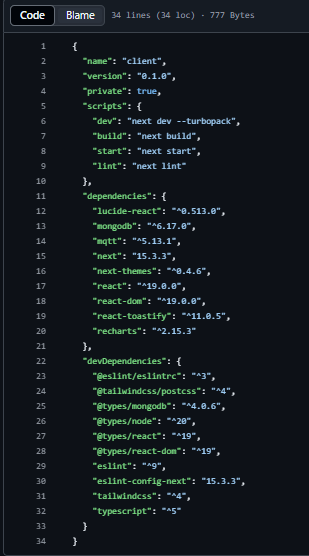 Code Blame 34 lines (34 loc) · 777 Bytes
1 {
2 "name": "client",
3 "version": "0.1.0",
4 "private": true,
5 "scripts": {
6 "dev": "next dev --turbopack",
7 "build": "next build",
8 "start": "next start",
9 "lint": "next lint"
10 },
11 "dependencies": {
12 "lucide-react": "^0.513.0",
13 "mongodb": "^6.17.0",
14 "mqtt": "^5.13.1",
15 "next": "15.3.3",
16 "next-themes": "^0.4.6",
17 "react": "^19.0.0",
18 "react-dom": "^19.0.0",
19 "react-toastify": "^11.0.5",
20 "recharts": "^2.15.3"
21 },
22 "devDependencies": {
23 "@eslint/eslintrc": "^3",
24 "@tailwindcss/postcss": "^4",
25 "@types/mongodb": "^4.0.6",
26 "@types/node": "^20",
27 "@types/react": "^19",
28 "@types/react-dom": "^19",
29 "eslint": "^9",
30 "eslint-config-next": "15.3.3",
31 "tailwindcss": "^4",
32 "typescript": "^5"
33 }
34 }